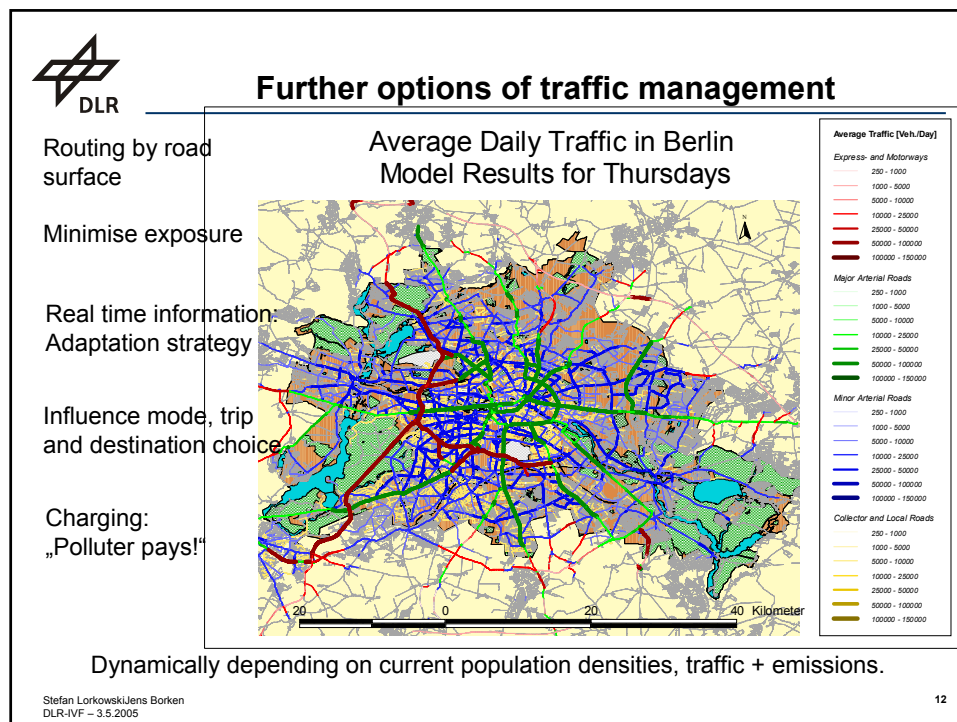 DLR
Further options of traffic management
Routing by road
surface
Minimise exposure
Real time information:
Adaptation strategy
Influence mode, trip
and destination choice
Charging:
„Polluter pays!“
Average Daily Traffic in Berlin
Model Results for Thursdays
N
20 0 20 40 Kilometer
Average Traffic [Veh./Day]
Express- and Motorways
250 - 1000
1000 - 5000
5000 - 10000
10000 - 25000
25000 - 50000
50000 - 100000
100000 - 150000
Major Arterial Roads
250 - 1000
1000 - 5000
5000 - 10000
10000 - 25000
25000 - 50000
50000 - 100000
100000 - 150000
Minor Arterial Roads
250 - 1000
1000 - 5000
5000 - 10000
10000 - 25000
25000 - 50000
50000 - 100000
100000 - 150000
Collector and Local Roads
250 - 1000
1000 - 5000
5000 - 10000
10000 - 25000
25000 - 50000
50000 - 100000
100000 - 150000
Dynamically depending on current population densities, traffic + emissions.
Stefan LorkowskiJens Borken
DLR-IVF – 3.5.2005
12